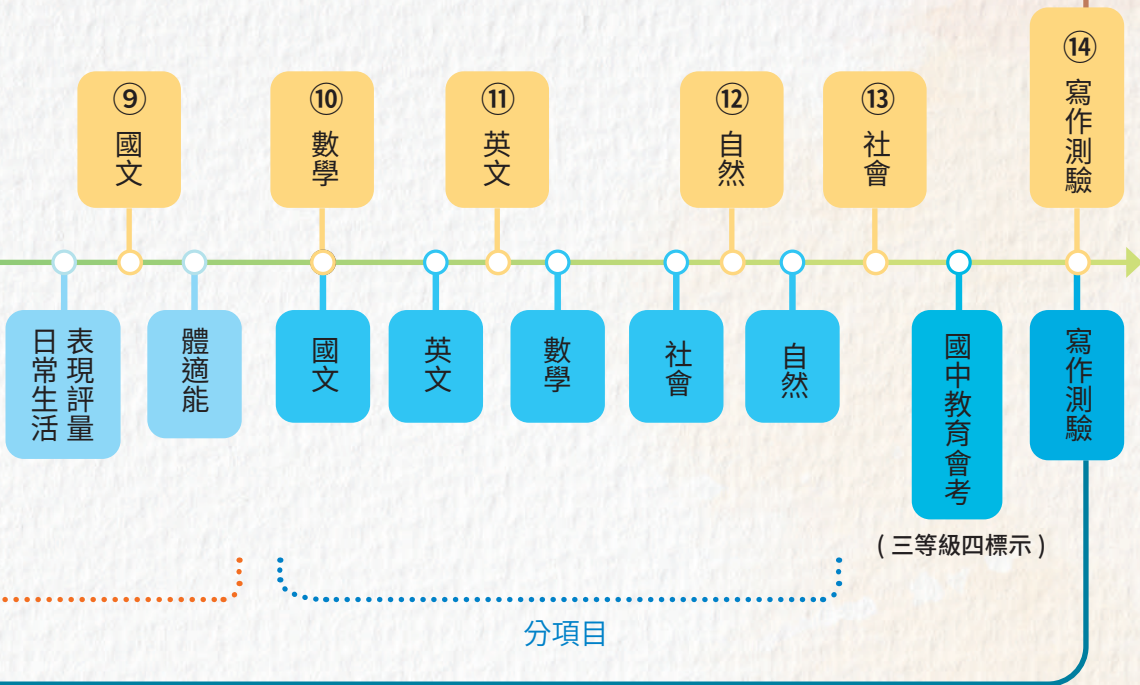 ⑨
國文
⑩
數學
⑪
英文
⑫
自然
⑬
社會
⑭
寫作測驗
日常生活
表現評量
體適能
國文
英文
數學
社會
自然
國中教育會考
寫作測驗
( 三等級四標示 )
分項目